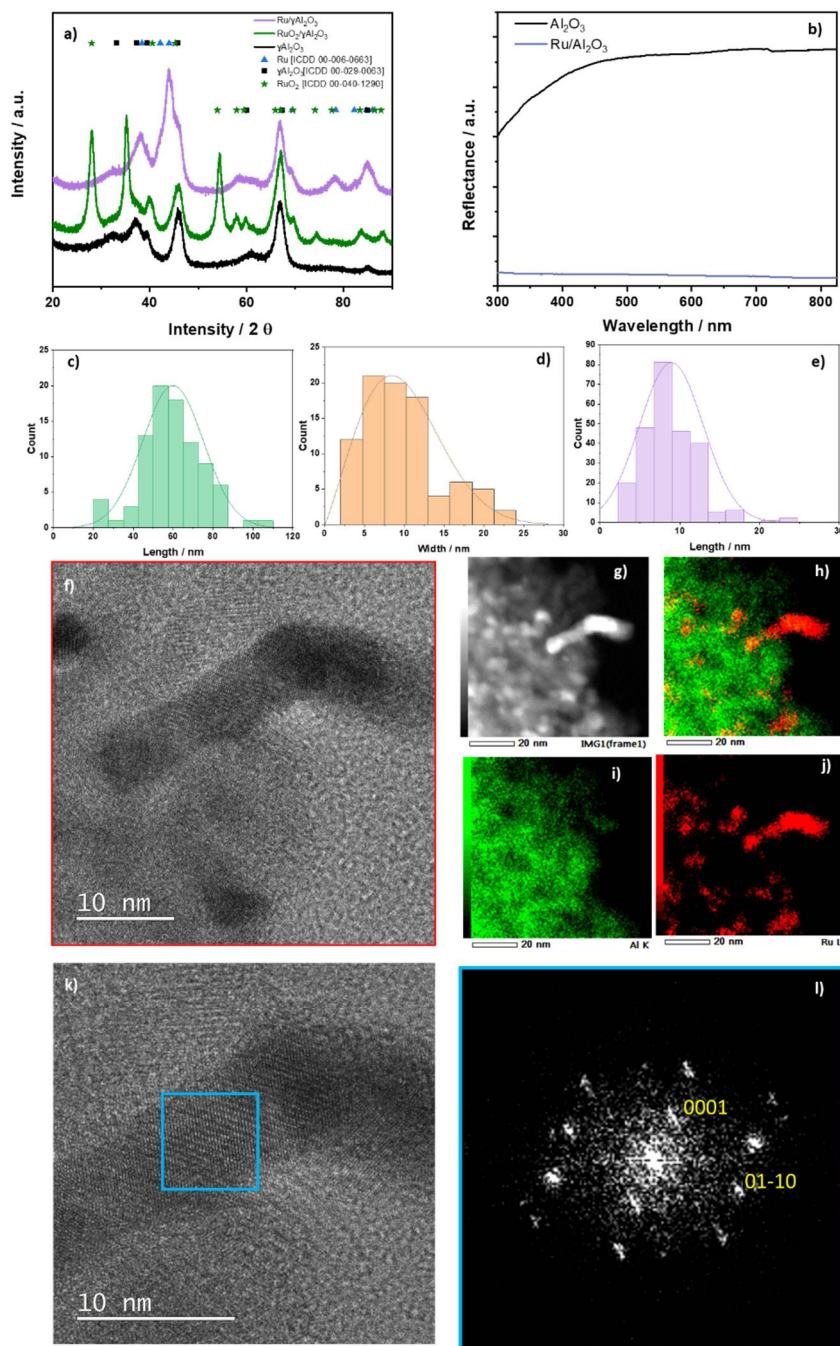 a)
Ru/γAl₂O₃
RuO₂/γAl₂O₃
γAl₂O₃
Ru [ICDD 00-006-0663]
γAl₂O₃[ICDD 00-029-0063]
RuO₂ [ICDD 00-040-1290]
Intensity / a.u.
20 40 60 80
Intensity / 2 θ
b)
Al₂O₃
Ru/Al₂O₃
Reflectance / a.u.
300 400 500 600 700 800
Wavelength / nm
c)
Count
25
20
15
10
5
0
0 20 40 60 80 100 120
Length / nm
d)
Count
25
20
15
10
5
0
0 5 10 15 20 25 30
Width / nm
e)
Count
90
80
70
60
50
40
30
20
10
0
0 10 20 30
Length / nm
f)
10 nm
g)
20 nm IMG1(frame1)
h)
20 nm
i)
20 nm Al K
j)
20 nm Ru L
k)
10 nm
l)
0001
01-10